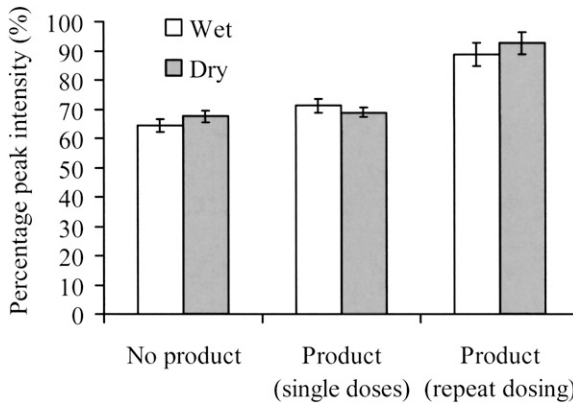 Percentage peak intensity (%)
100
90
80
70
60
50
40
30
20
10
0
Wet
Dry
No product
Product
(single doses)
Product
(repeat dosing)